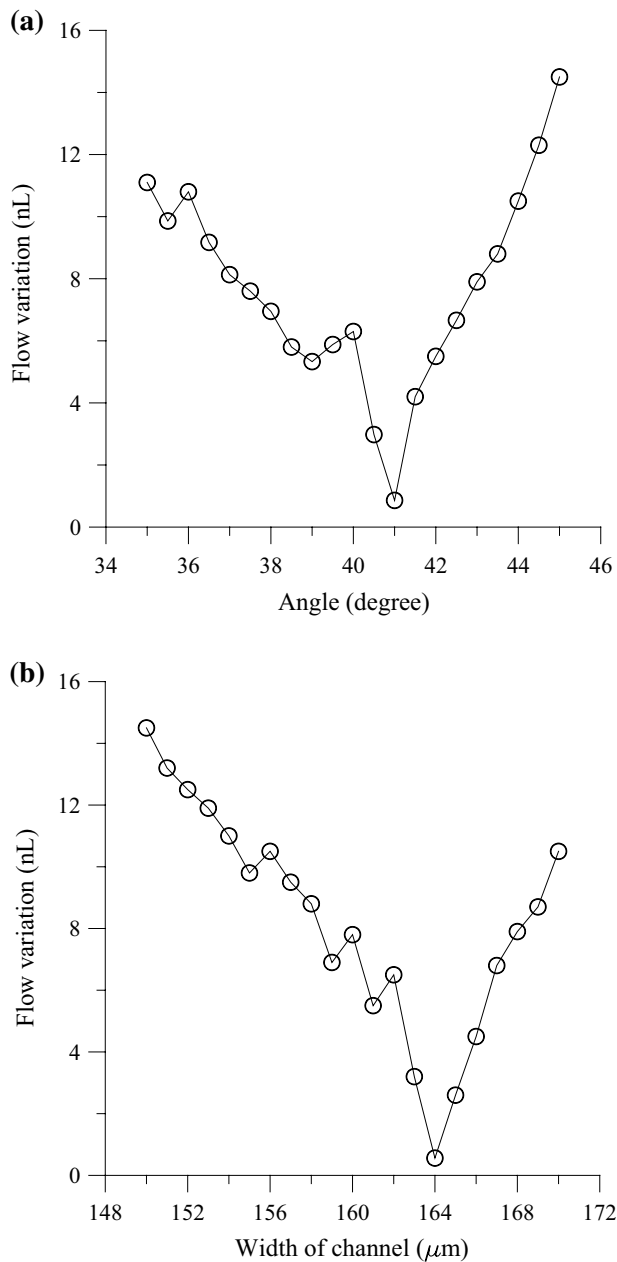 (a)
16
12
8
4
0
Flow variation (nL)
34 36 38 40 42 44 46
Angle (degree)
(b)
16
12
8
4
0
Flow variation (nL)
148 152 156 160 164 168 172
Width of channel (μm)